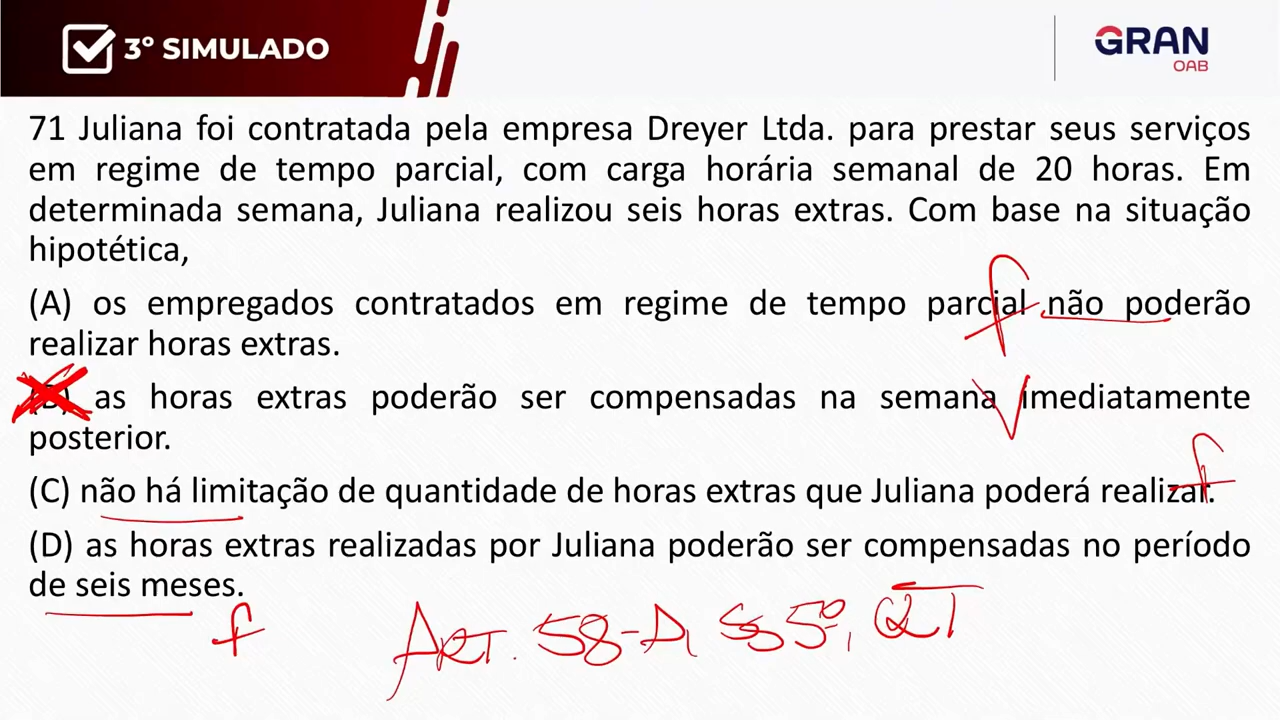 3º SIMULADO
GRAN
OAB
71 Juliana foi contratada pela empresa Dreyer Ltda. para prestar seus serviços
em regime de tempo parcial, com carga horária semanal de 20 horas. Em
determinada semana, Juliana realizou seis horas extras. Com base na situação
hipotética,
(A) os empregados contratados em regime de tempo parcial não poderão
realizar horas extras.
f
(B) as horas extras poderão ser compensadas na semana imediatamente
posterior.
V
(C) não há limitação de quantidade de horas extras que Juliana poderá realizar.
f
(D) as horas extras realizadas por Juliana poderão ser compensadas no período
de seis meses.
f
ART. 58-A, §5º,